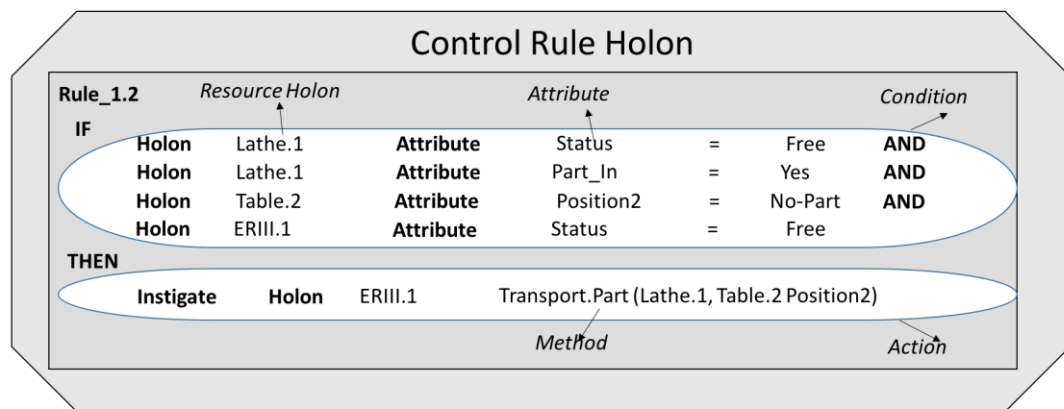 Control Rule Holon
Rule_1.2 Resource Holon Attribute Condition
IF
Holon Lathe.1 Attribute Status = Free AND
Holon Lathe.1 Attribute Part_In = Yes AND
Holon Table.2 Attribute Position2 = No-Part AND
Holon ERIII.1 Attribute Status = Free
THEN
Instigate Holon ERIII.1 Transport.Part (Lathe.1, Table.2 Position2)
Method Action